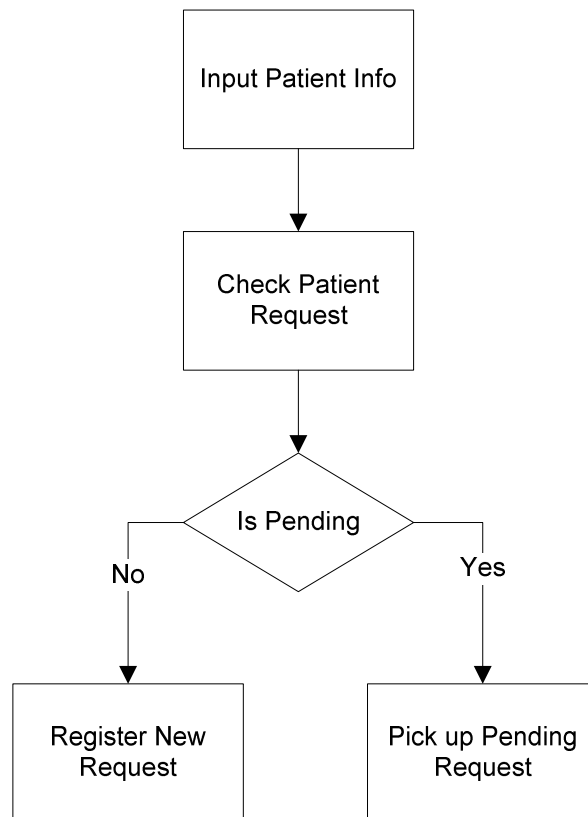 Input Patient Info
Check Patient
Request
Is Pending
No
Yes
Register New
Request
Pick up Pending
Request